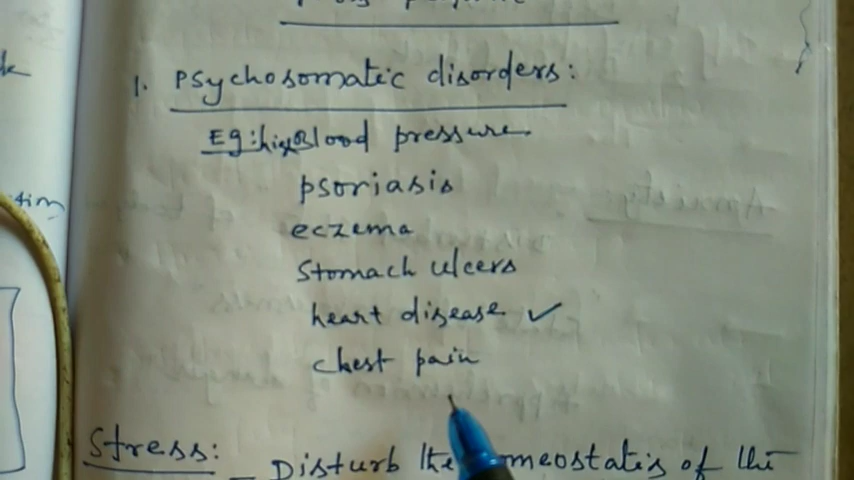 1. Psychosomatic disorders:
Eg: high Blood pressure
psoriasis
eczema
Stomach ulcers
heart disease ✓
chest pain
Stress:
- Disturb the homeostatis of the